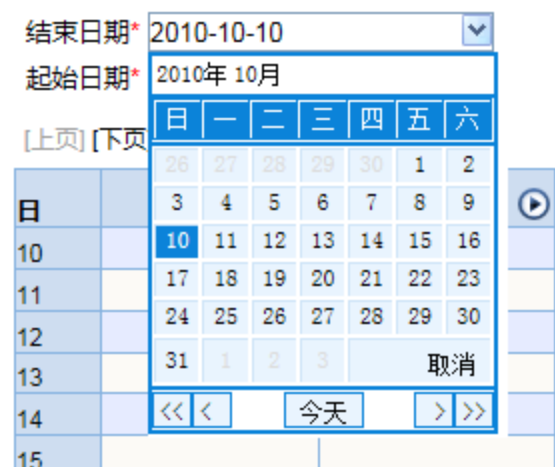 结束日期* 2010-10-10
起始日期* 2010年 10月
[上页] [下页
日 一 二 三 四 五 六
26 27 28 29 30 1 2
3 4 5 6 7 8 9
10 11 12 13 14 15 16
17 18 19 20 21 22 23
24 25 26 27 28 29 30
31 1 2 3 取消
<< < 今天 > >>
日
10
11
12
13
14
15